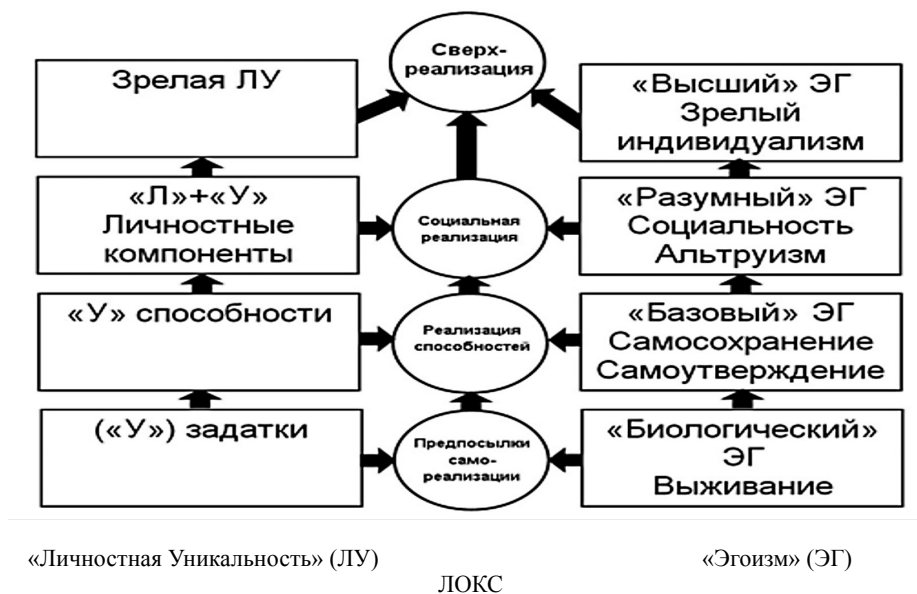 Зрелая ЛУ
Сверх-
реализация
«Высший» ЭГ
Зрелый
индивидуализм
«Л»+«У»
Личностные
компоненты
Социальная
реализация
«Разумный» ЭГ
Социальность
Альтруизм
«У» способности
Реализация
способностей
«Базовый» ЭГ
Самосохранение
Самоутверждение
(«У») задатки
Предпосылки
само-
реализации
«Биологический»
ЭГ
Выживание
«Личностная Уникальность» (ЛУ)
«Эгоизм» (ЭГ)
ЛОКС